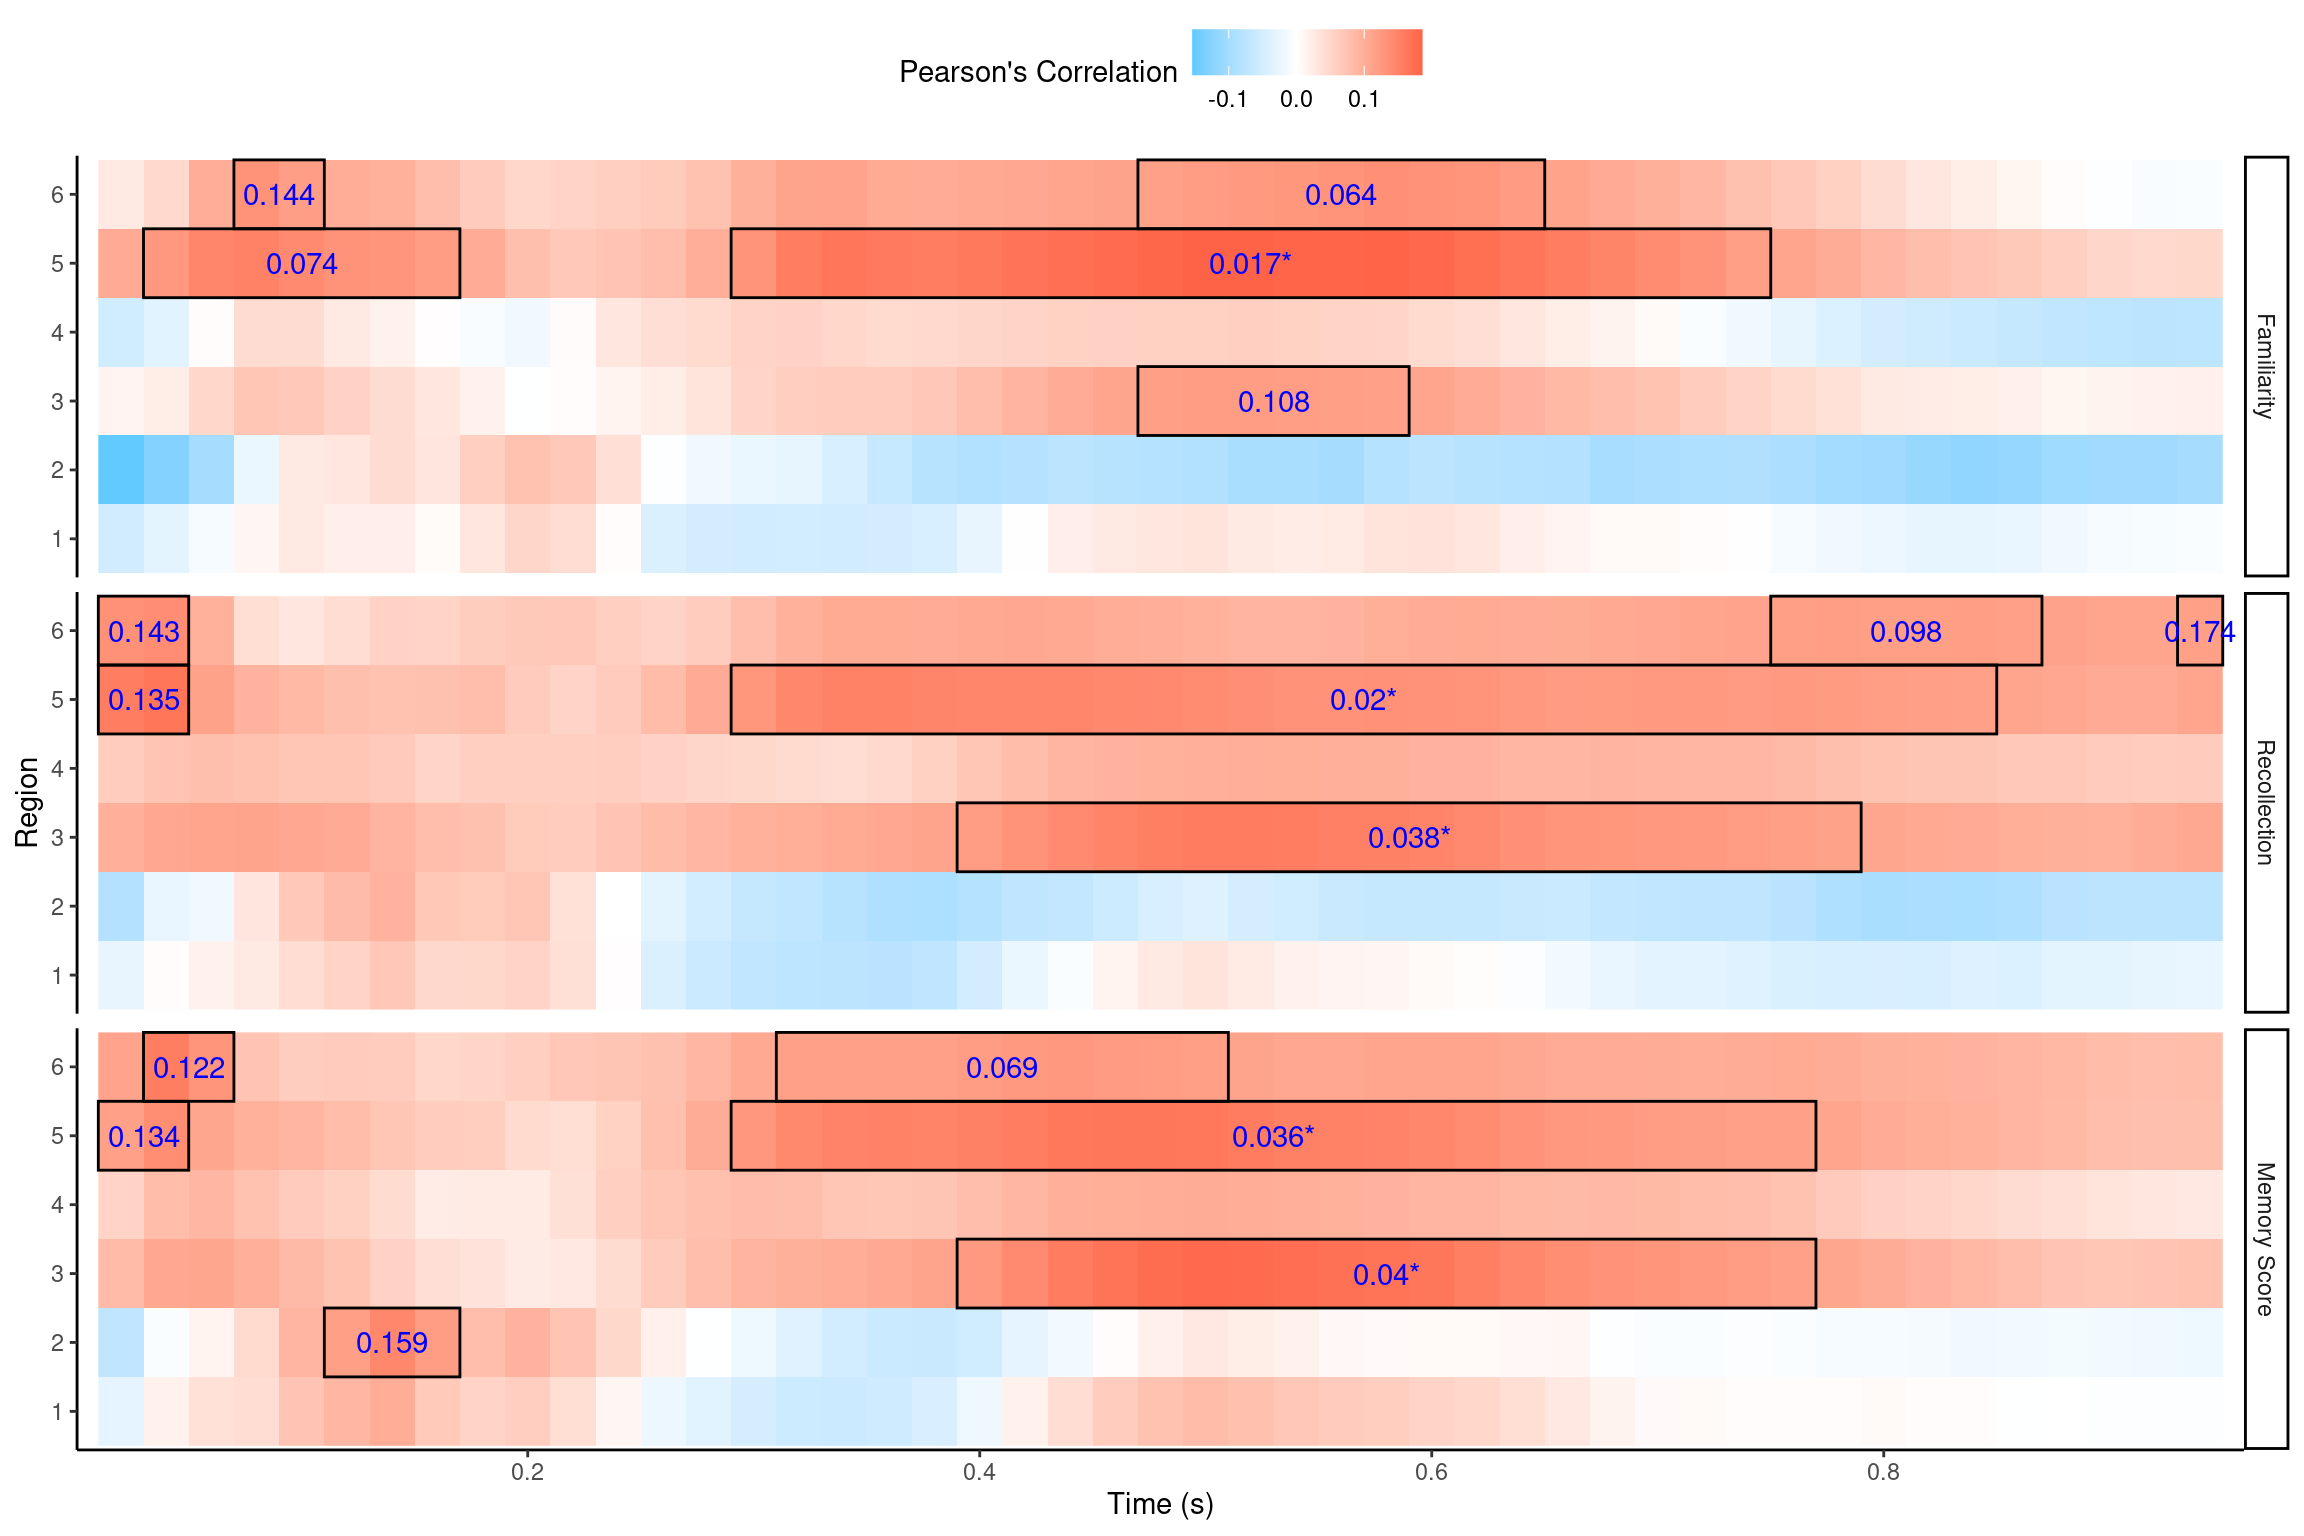 Pearson's Correlation
-0.1 0.0 0.1
6 0.144 0.064
5 0.074 0.017*
4
3 0.108
2
1
Familiarity
6 0.143 0.098 0.174
5 0.135 0.02*
4
3 0.038*
2
1
Recollection
Region
6 0.122 0.069
5 0.134 0.036*
4
3 0.04*
2 0.159
1
Memory Score
0.2 0.4 0.6 0.8
Time (s)